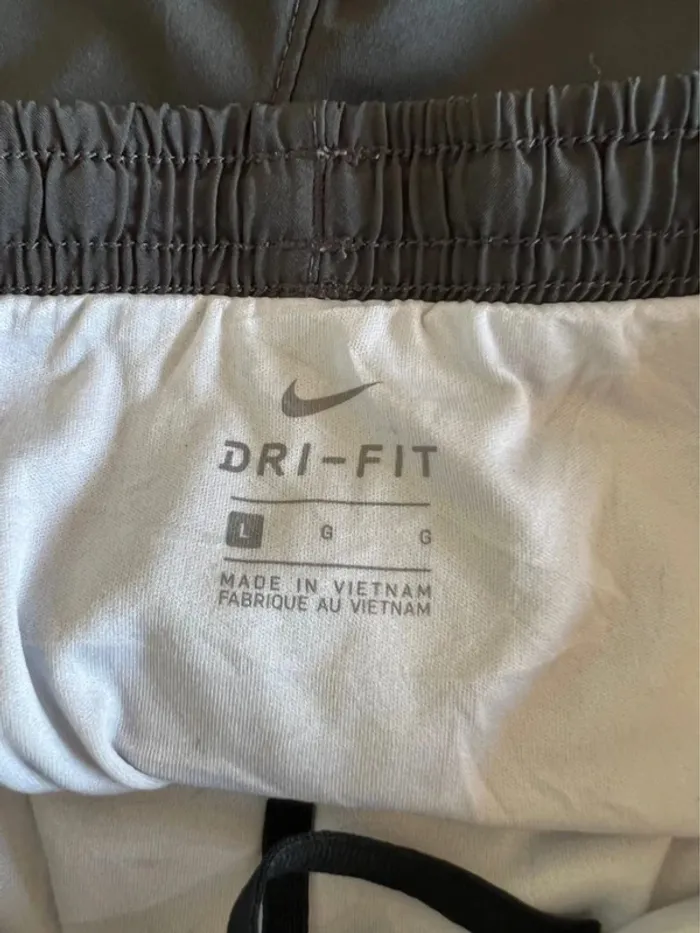 DRI-FIT
L G G
MADE IN VIETNAM
FABRIQUE AU VIETNAM